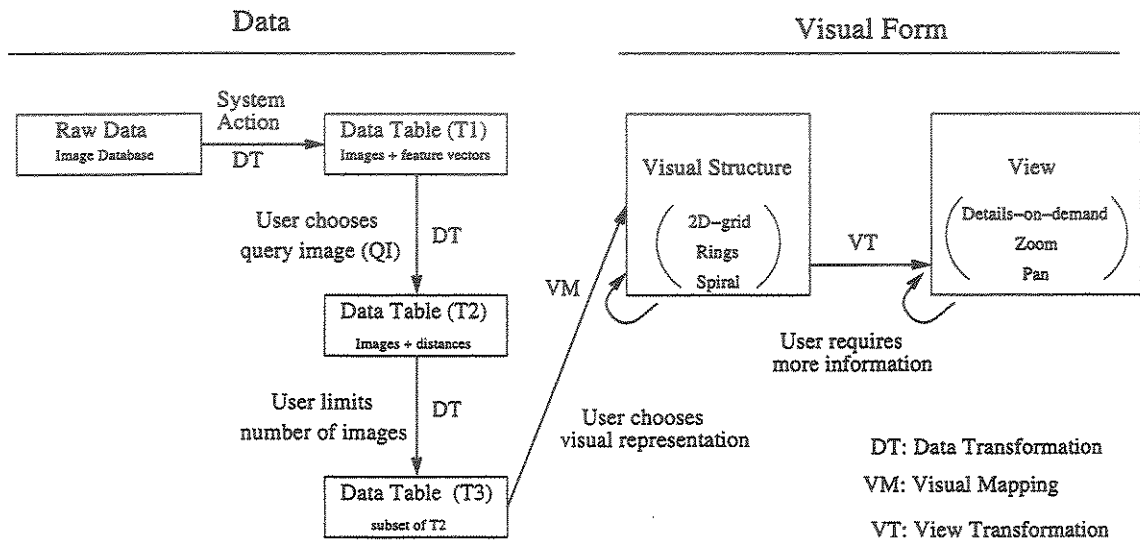 Data
Visual Form
System
Action
DT
Raw Data
Image Database
Data Table (T1)
Images + feature vectors
User chooses
query image (QI)
DT
Data Table (T2)
Images + distances
User limits
number of images
DT
Data Table (T3)
subset of T2
VM
User chooses
visual representation
Visual Structure
2D-grid
Rings
Spiral
VT
View
Details-on-demand
Zoom
Pan
User requires
more information
DT: Data Transformation
VM: Visual Mapping
VT: View Transformation